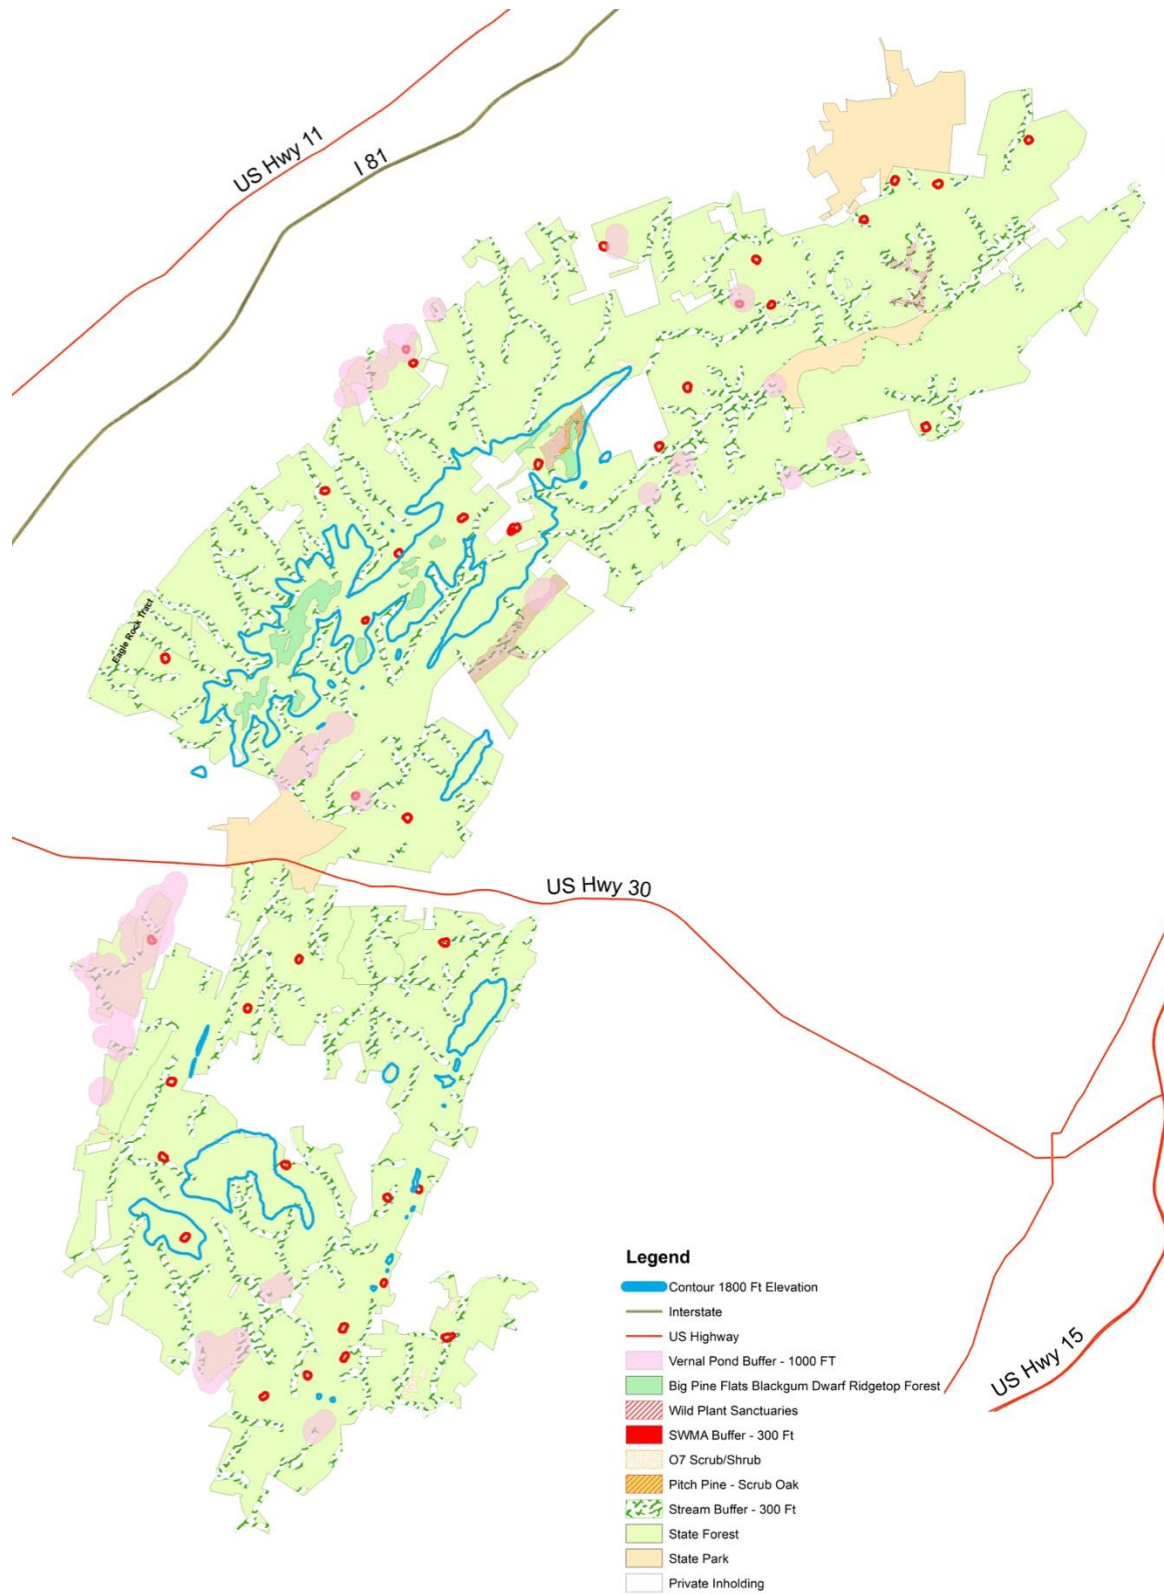 US Hwy 11
I 81
Eagle Rock Tract
US Hwy 30
US Hwy 15
Legend
Contour 1800 Ft Elevation
Interstate
US Highway
Vernal Pond Buffer - 1000 FT
Big Pine Flats Blackgum Dwarf Ridgetop Forest
Wild Plant Sanctuaries
SWMA Buffer - 300 Ft
O7 Scrub/Shrub
Pitch Pine - Scrub Oak
Stream Buffer - 300 Ft
State Forest
State Park
Private Inholding